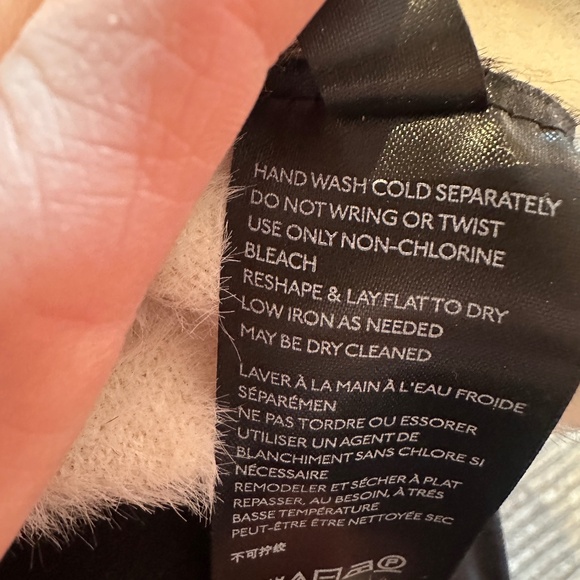 HAND WASH COLD SEPARATELY
DO NOT WRING OR TWIST
USE ONLY NON-CHLORINE
BLEACH
RESHAPE & LAY FLAT TO DRY
LOW IRON AS NEEDED
MAY BE DRY CLEANED
LAVER À LA MAIN À L'EAU FROIDE
SÉPARÉMEN
NE PAS TORDRE OU ESSORER
UTILISER UN AGENT DE
BLANCHIMENT SANS CHLORE SI
NÉCESSAIRE
REMODELER ET SÉCHER À PLAT
REPASSER, AU BESOIN, À TRÉS
BASSE TEMPÉRATURE
PEUT-ÊTRE ÊTRE NETTOYÉE SEC
不可拧绞